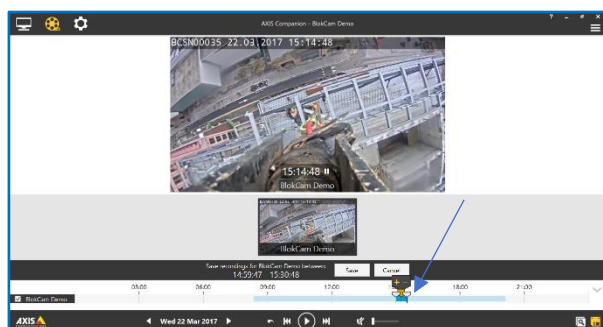 AXIS Companion - BlokCam Demo
BCSN00035 22.03.2017 15:14:48
15:14:48
BlokCam Demo
BlokCam Demo
Save recordings for BlokCam Demo between:
14:59:47 15:30:48
Save
Cancel
03:00 06:00 09:00 12:00 18:00 21:00
BlokCam Demo
AXIS
Wed 22 Mar 2017